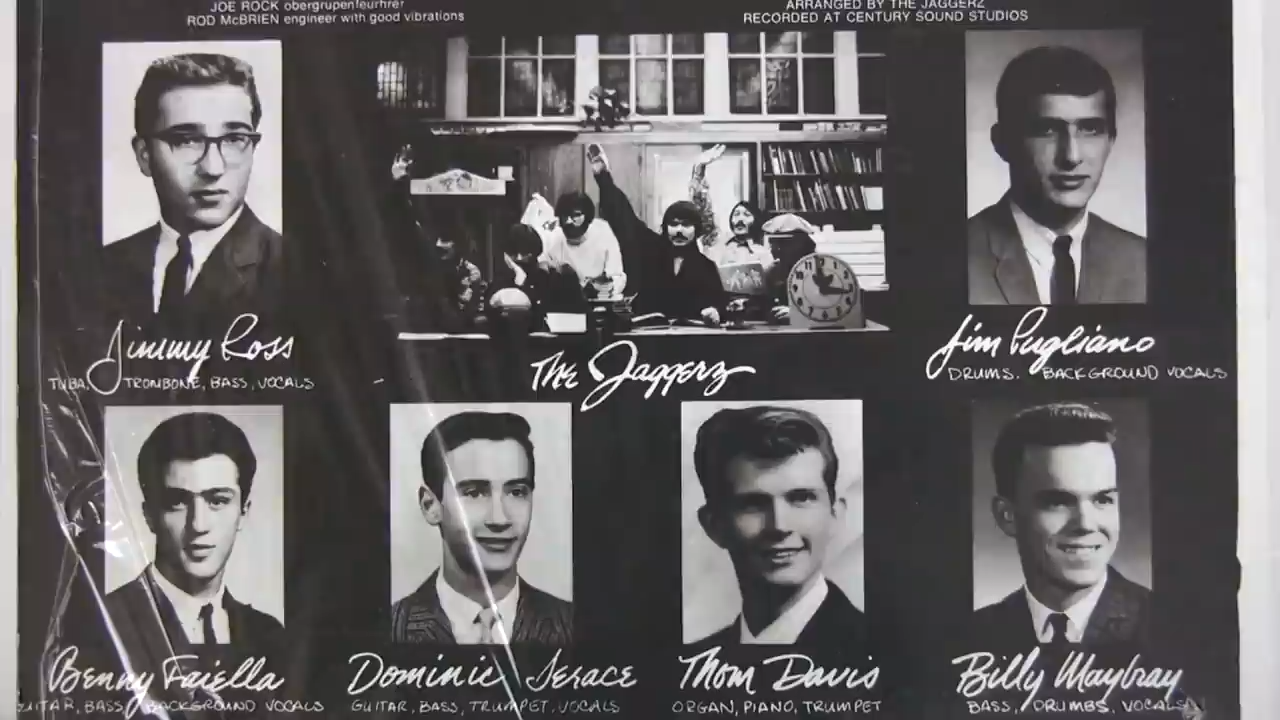 JOE ROCK obergrupenfeurhrer
ROD McBRIEN engineer with good vibrations
ARRANGED BY THE JAGGERZ
RECORDED AT CENTURY SOUND STUDIOS
Jimmy Ross
TUBA, TROMBONE, BASS, VOCALS
The Jaggerz
Jim Pugliano
DRUMS. BACKGROUND VOCALS
Benny Faiella
GUITAR, BASS, BACKGROUND VOCALS
Dominic Ierace
GUITAR, BASS, TRUMPET, VOCALS
Thom Davis
ORGAN, PIANO, TRUMPET
Billy Maybray
BASS, DRUMBS, VOCALS